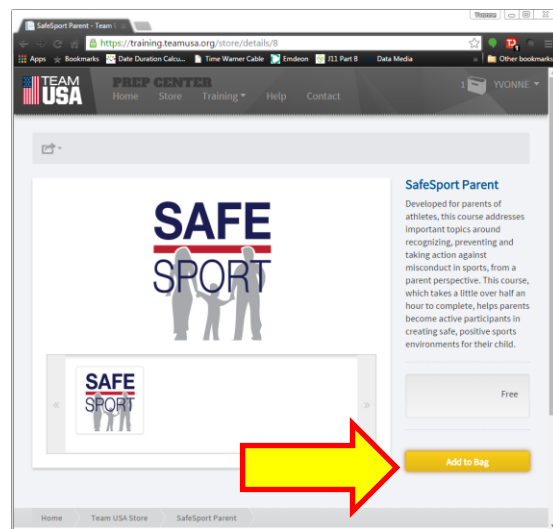 Yvonne
SafeSport Parent - Team
https://training.teamusa.org/store/details/8
Apps Bookmarks Date Duration Calcu... Time Warner Cable Emdeon J11 Part B Data Media » Other bookmarks
TEAM USA
PREP CENTER
Home Store Training Help Contact
1 YVONNE
SAFE
SPORT
SAFE
SPORT
«
»
SafeSport Parent
Developed for parents of
athletes, this course addresses
important topics around
recognizing, preventing and
taking action against
misconduct in sports, from a
parent perspective. This course,
which takes a little over half an
hour to complete, helps parents
become active participants in
creating safe, positive sports
environments for their child.
Free
Add to Bag
Home Team USA Store SafeSport Parent